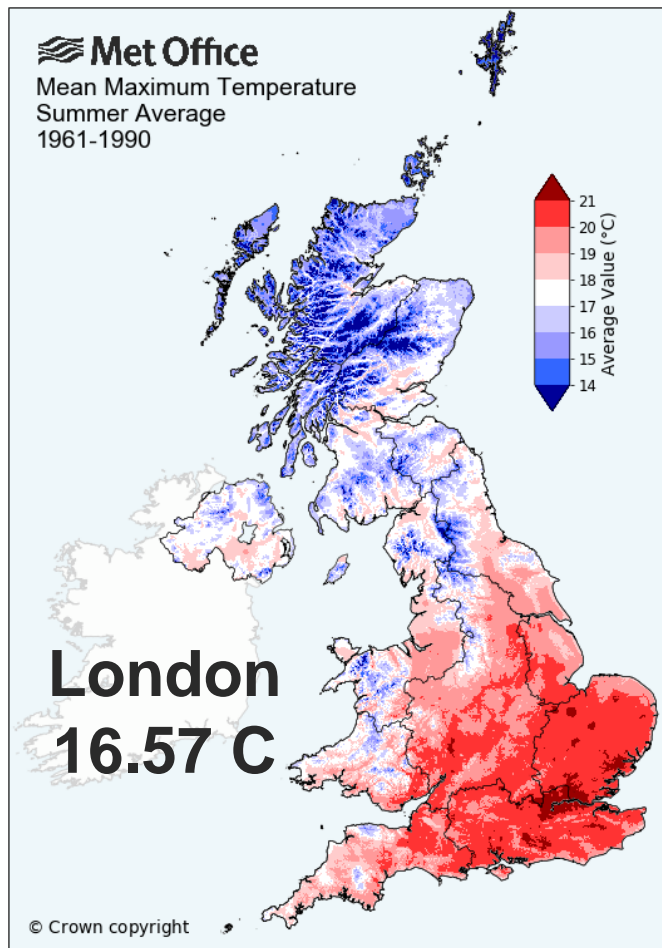 Met Office
Mean Maximum Temperature
Summer Average
1961-1990
21
20
19
18
17
16
15
14
Average Value (°C)
London
16.57 C
© Crown copyright